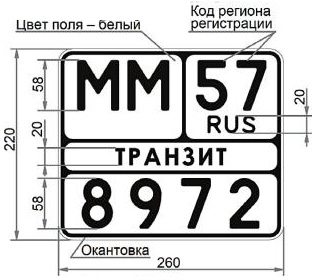 Цвет поля – белый
Код региона
регистрации
ММ 57
RUS
ТРАНЗИТ
8972
Окантовка
58
20
58
220
20
260